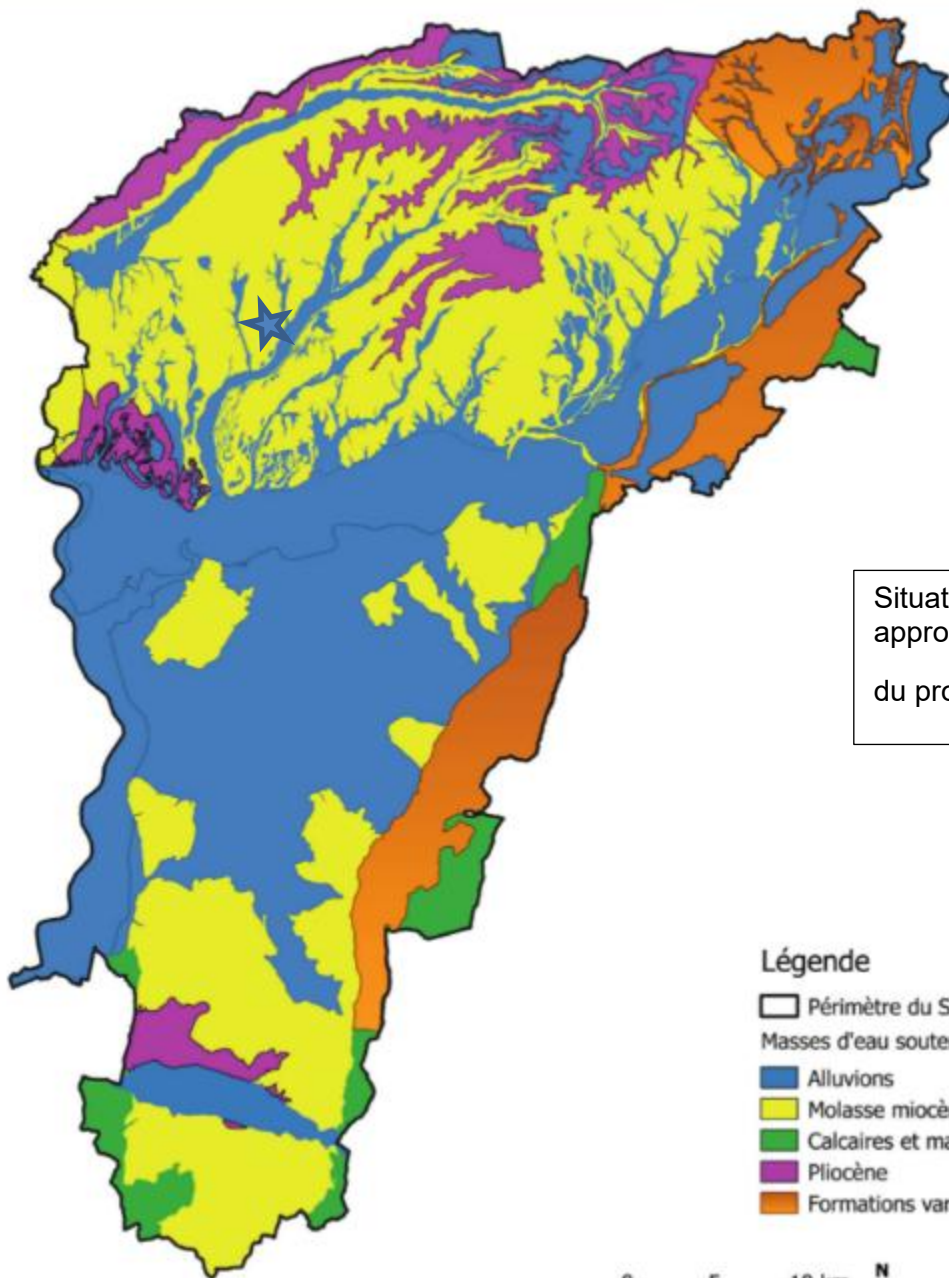 Situat
appro
du pro
Légende
Périmètre du S
Masses d'eau soute
Alluvions
Molasse miocè
Calcaires et ma
Pliocène
Formations var
N